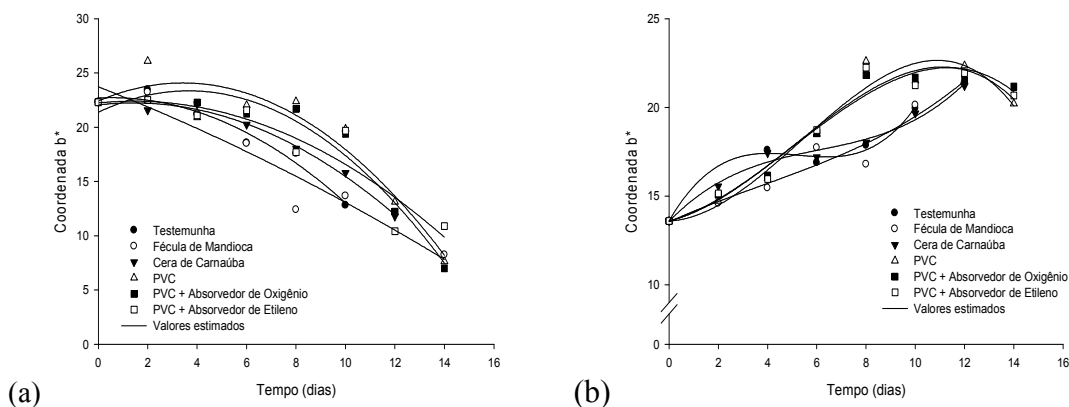 30
25
20
15
10
5
0
Coordenada b*
Testemunha
Fécula de Mandioca
Cera de Carnaúba
PVC
PVC + Absorvedor de Oxigênio
PVC + Absorvedor de Etileno
Valores estimados
0 2 4 6 8 10 12 14 16
Tempo (dias)
(a)
25
20
15
10
0
Coordenada b*
Testemunha
Fécula de Mandioca
Cera de Carnaúba
PVC
PVC + Absorvedor de Oxigênio
PVC + Absorvedor de Etileno
Valores estimados
0 2 4 6 8 10 12 14 16
Tempo (dias)
(b)